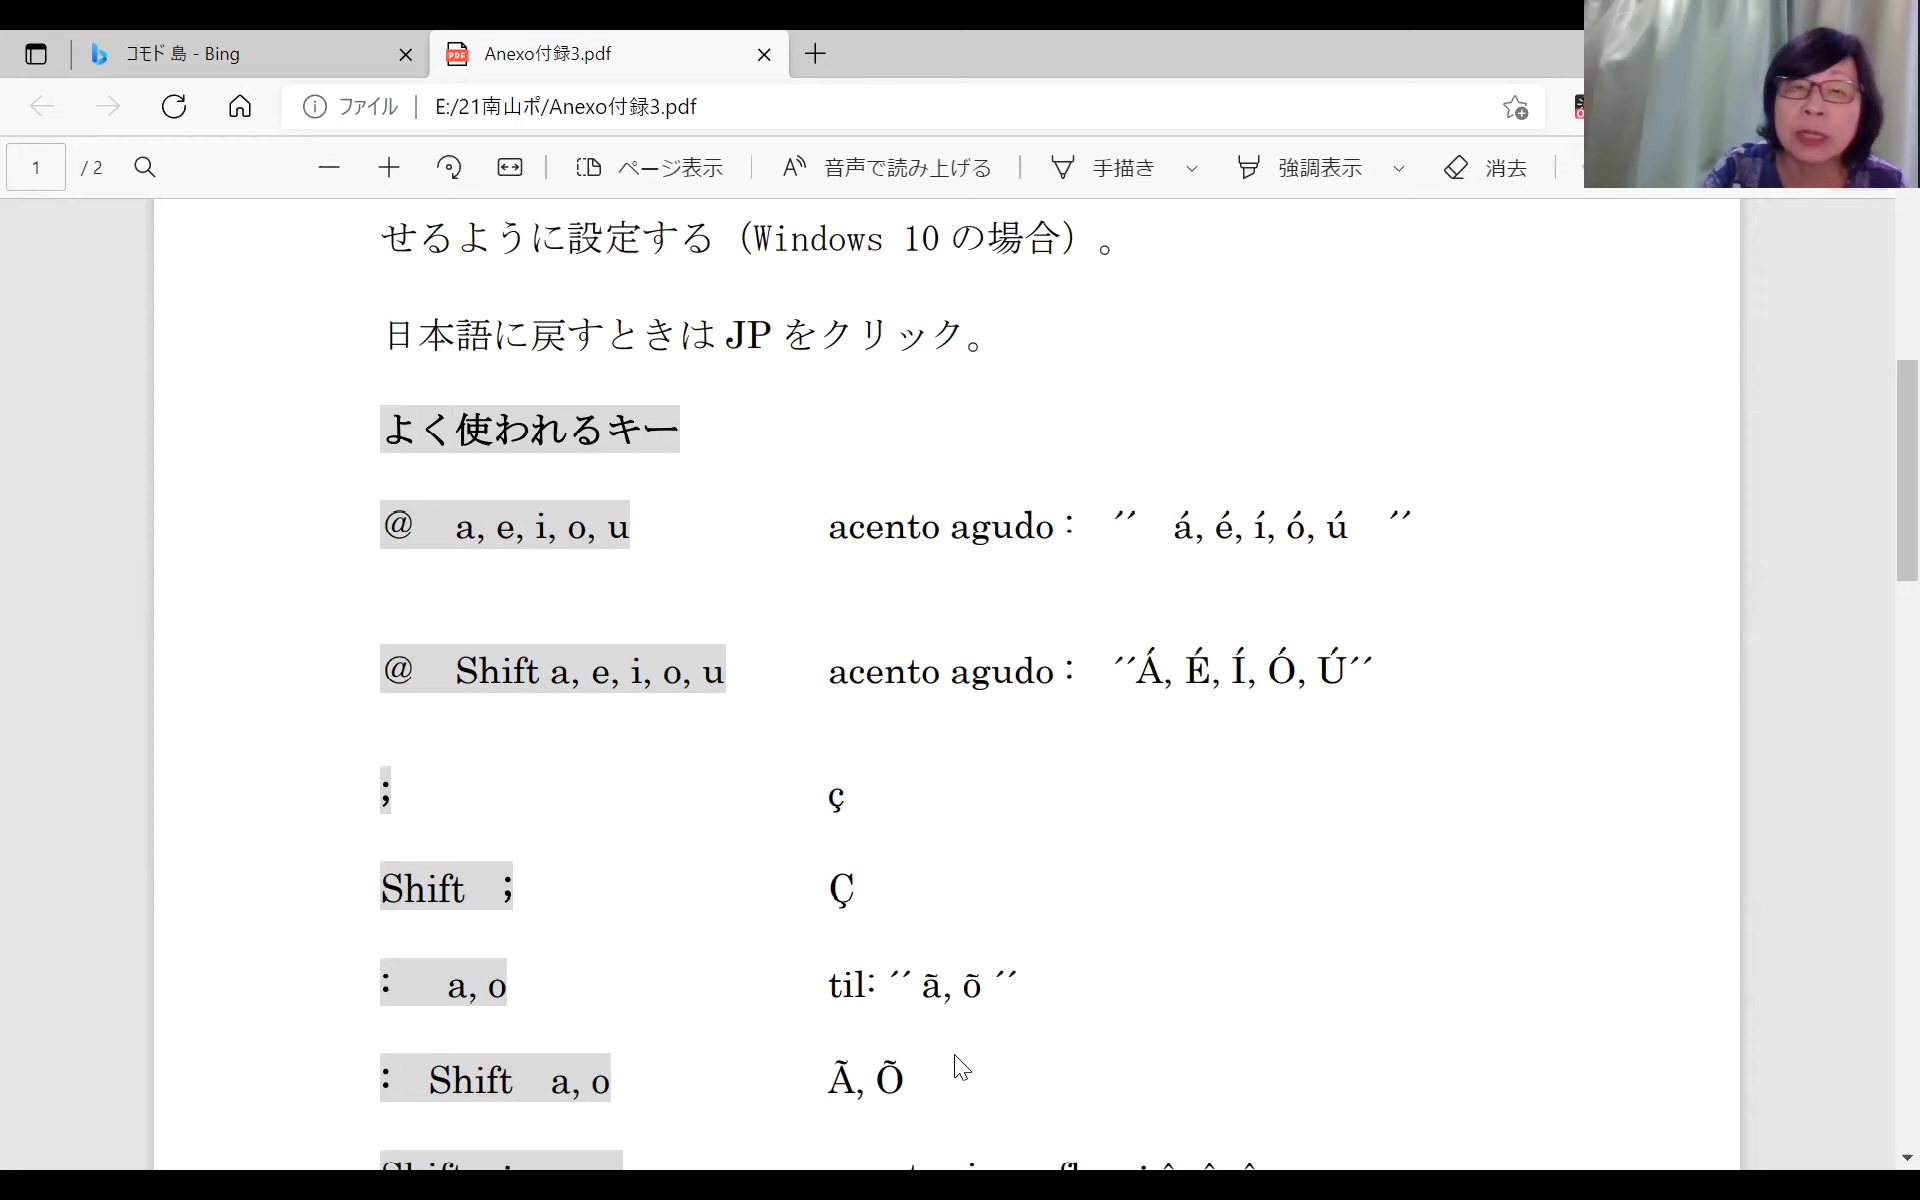 コモド 島 - Bing
Anexo付録3.pdf
ファイル
E:/21南山ポ/Anexo付録3.pdf
1 / 2
ページ表示
音声で読み上げる
手描き
強調表示
消去
せるように設定する（Windows 10 の場合）。
日本語に戻すときは JP をクリック。
よく使われるキー
@ a, e, i, o, u acento agudo： ´´ á, é, í, ó, ú ´´
@ Shift a, e, i, o, u acento agudo： ´´Á, É, Í, Ó, Ú´´
; ç
Shift ; Ç
: a, o til: ´´ ã, õ ´´
: Shift a, o Ã, Õ